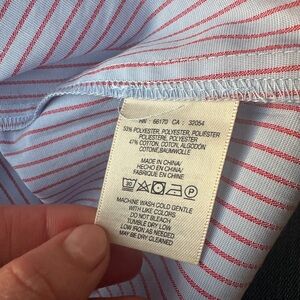 RN : 66170 CA : 32054
53% POLYESTER, POLYESTER, POLIESTER
POLIESTERE, POLYESTER
47% COTTON, COTON, ALGODON
COTONE, BAUMWOLLE
MADE IN CHINA/
HECHO EN CHINA/
FABRIQUE EN CHINE
30
P
MACHINE WASH COLD GENTLE
WITH LIKE COLORS
DO NOT BLEACH
TUMBLE DRY LOW
LOW IRON AS NEEDED
MAY BE DRY CLEANED